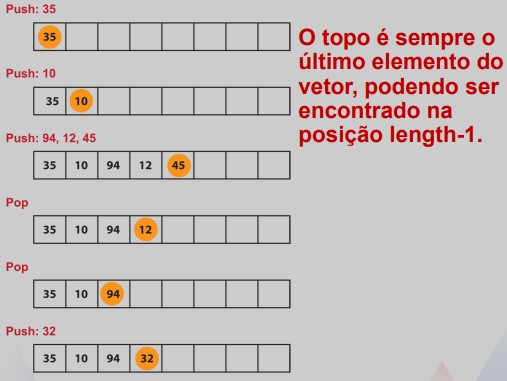 Push: 35
35
Push: 10
35 10
Push: 94, 12, 45
35 10 94 12 45
Pop
35 10 94 12
Pop
35 10 94
Push: 32
35 10 94 32
O topo é sempre o
último elemento do
vetor, podendo ser
encontrado na
posição length-1.